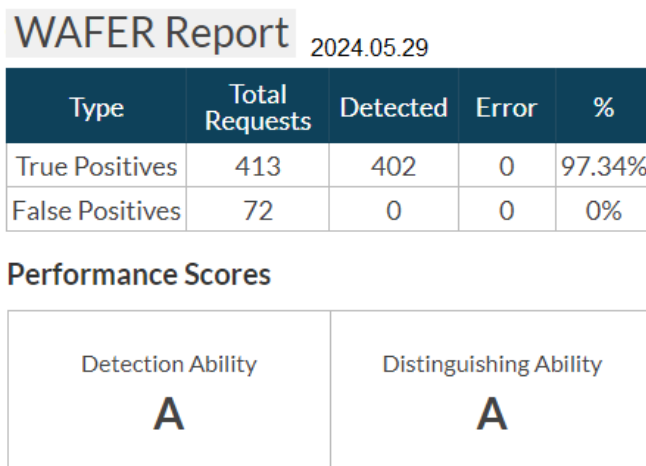 WAFER Report 2024.05.29
Type Total Requests Detected Error %
True Positives 413 402 0 97.34%
False Positives 72 0 0 0%
Performance Scores
Detection Ability Distinguishing Ability
A A